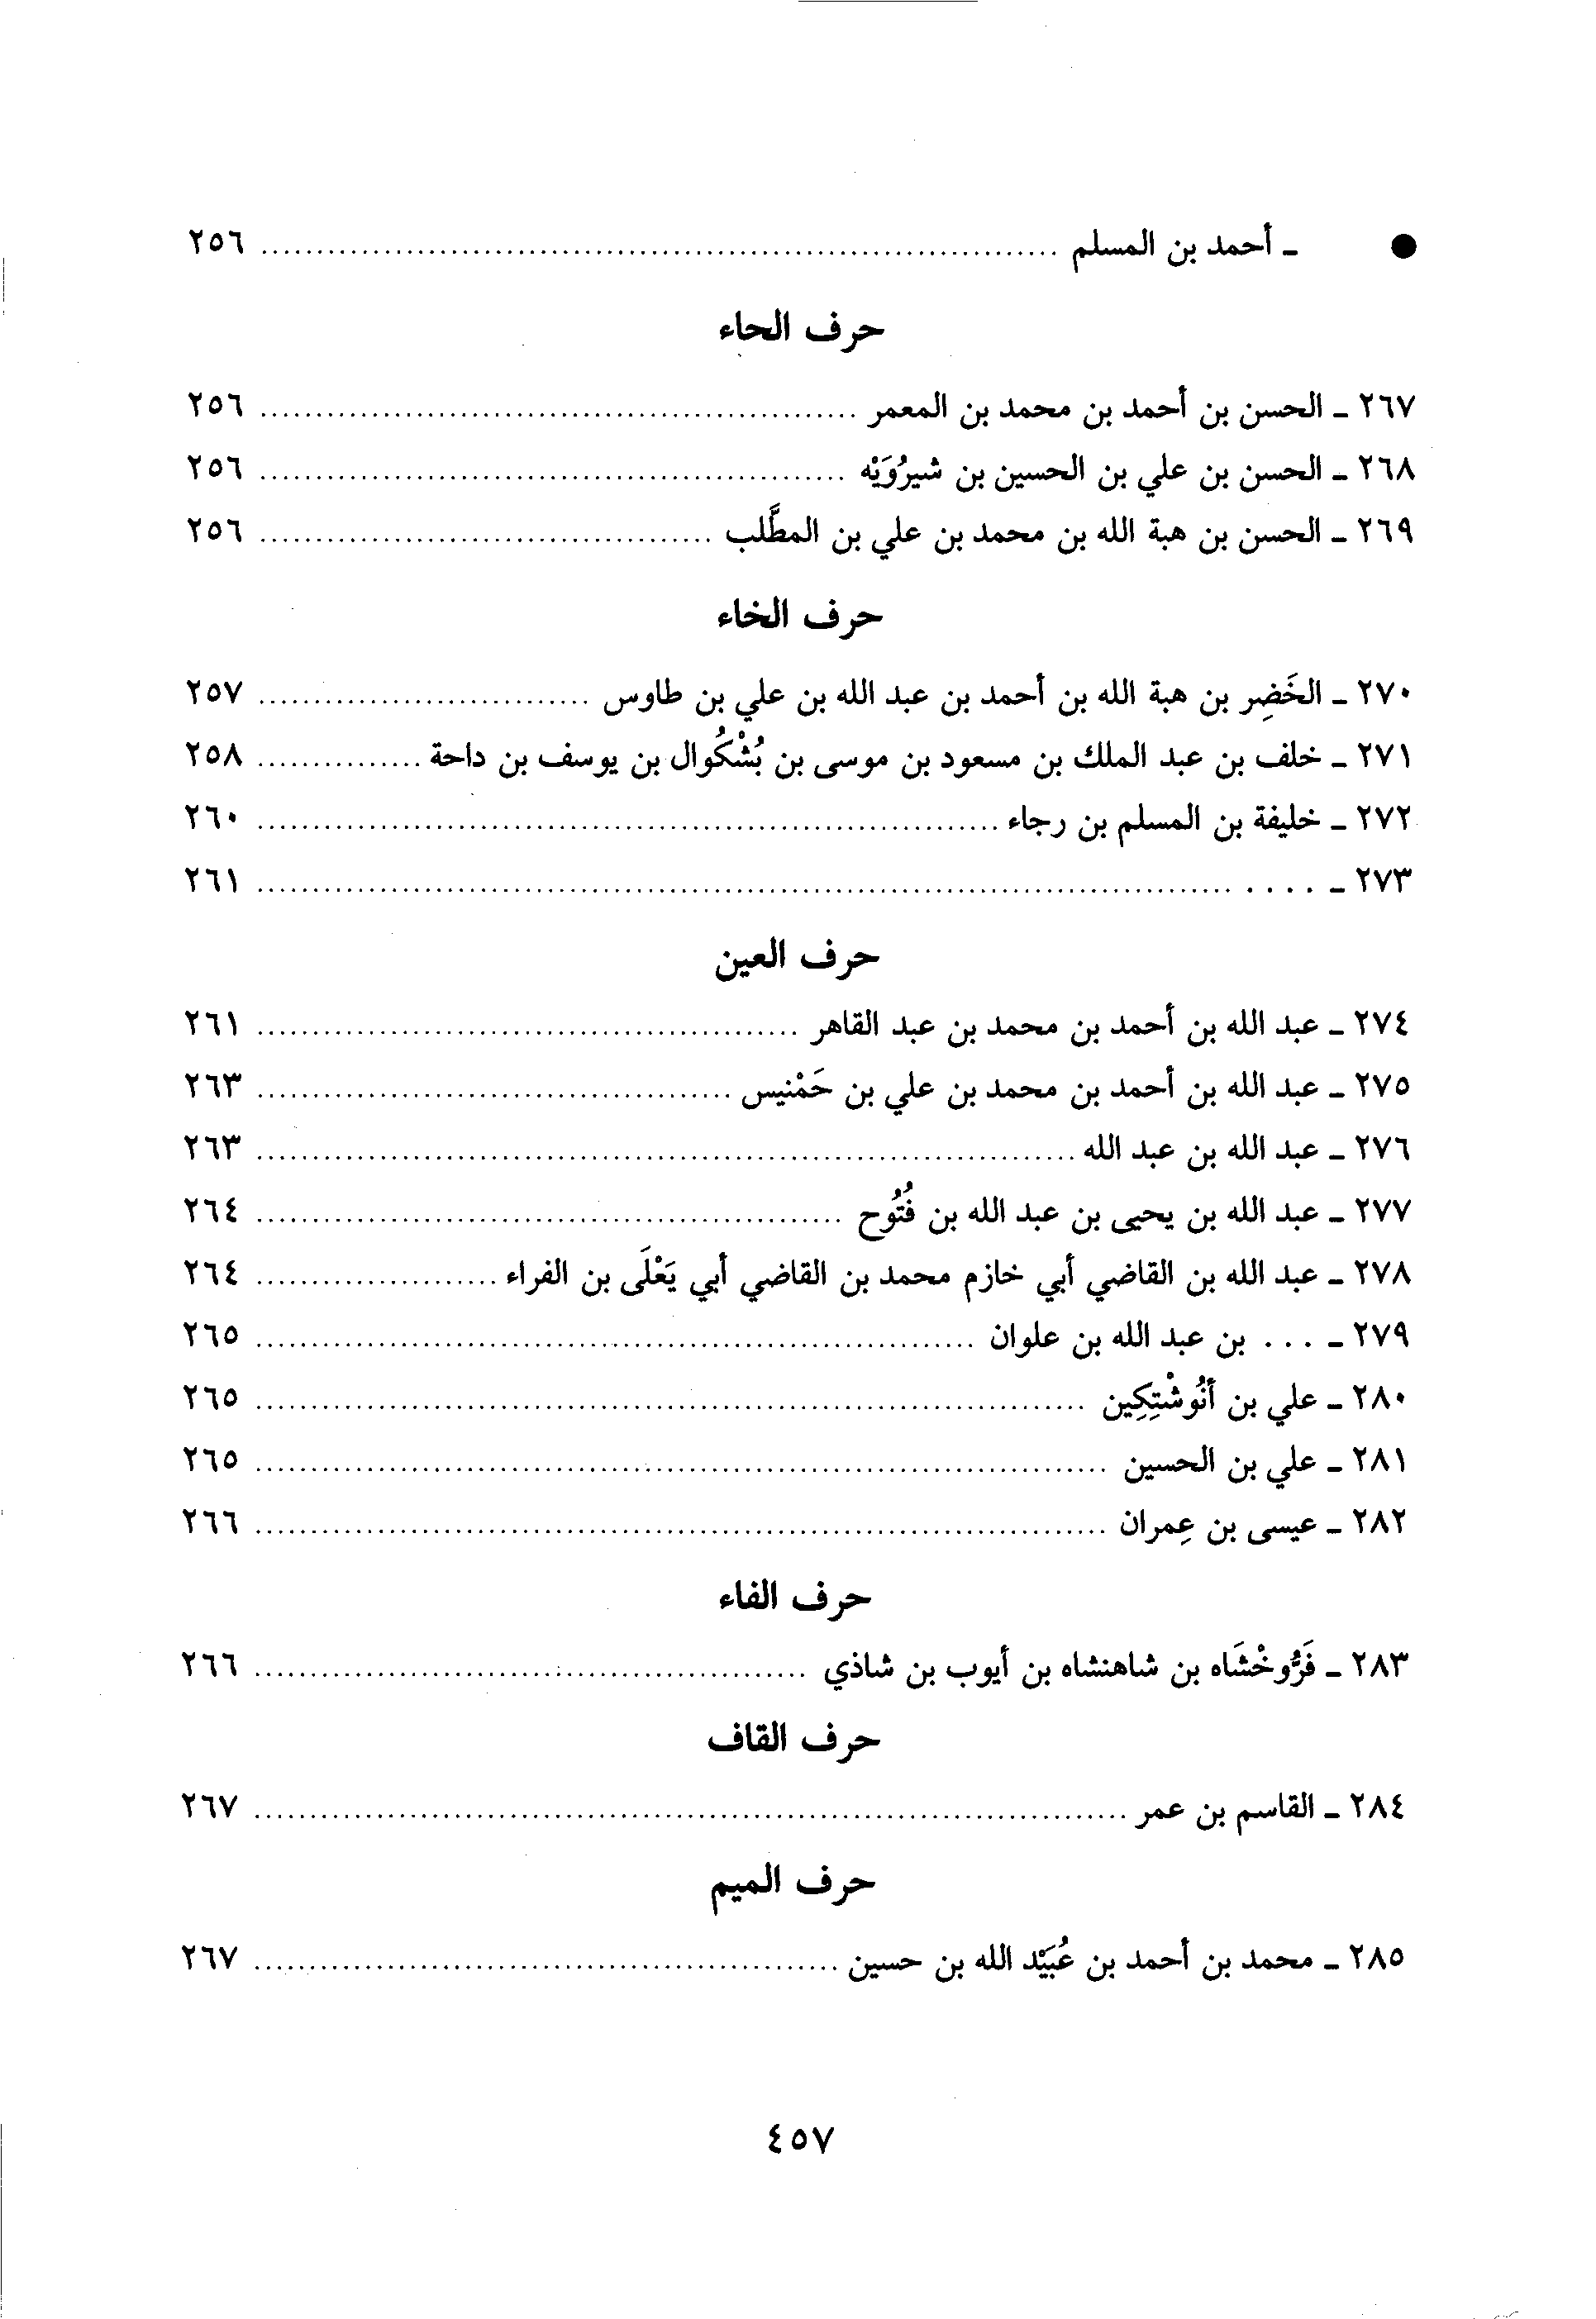 ● ـ أحمد بن المسلم ........ ٢٥٦
حرف الحاء
٢٦٧ ـ الحسن بن أحمد بن محمد بن المعمر ........ ٢٥٦
٢٦٨ ـ الحسن بن علي بن الحسين بن شيرُوَيْه ........ ٢٥٦
٢٦٩ ـ الحسن بن هبة الله بن محمد بن علي بن المطَّلب ........ ٢٥٦
حرف الخاء
٢٧٠ ـ الخَضِر بن هبة الله بن أحمد بن عبد الله بن علي بن طاوس ........ ٢٥٧
٢٧١ ـ خلف بن عبد الملك بن مسعود بن موسى بن بُشْكُوال بن يوسف بن داحة ........ ٢٥٨
٢٧٢ ـ خليفة بن المسلم بن رجاء ........ ٢٦٠
٢٧٣ ـ . . . . ........ ٢٦١
حرف العين
٢٧٤ ـ عبد الله بن أحمد بن محمد بن عبد القاهر ........ ٢٦١
٢٧٥ ـ عبد الله بن أحمد بن محمد بن علي بن حَمْنيس ........ ٢٦٣
٢٧٦ ـ عبد الله بن عبد الله ........ ٢٦٣
٢٧٧ ـ عبد الله بن يحيى بن عبد الله بن فُتُوح ........ ٢٦٤
٢٧٨ ـ عبد الله بن القاضي أبي خازم محمد بن القاضي أبي يَعْلَى بن الفراء ........ ٢٦٤
٢٧٩ ـ . . . بن عبد الله بن علوان ........ ٢٦٥
٢٨٠ ـ علي بن أنُوشْتِكِين ........ ٢٦٥
٢٨١ ـ علي بن الحسين ........ ٢٦٥
٢٨٢ ـ عيسى بن عِمران ........ ٢٦٦
حرف الفاء
٢٨٣ ـ فَرُّوخْشَاه بن شاهنشاه بن أيوب بن شاذي ........ ٢٦٦
حرف القاف
٢٨٤ ـ القاسم بن عمر ........ ٢٦٧
حرف الميم
٢٨٥ ـ محمد بن أحمد بن عُبَيْد الله بن حسين ........ ٢٦٧
٤٥٧